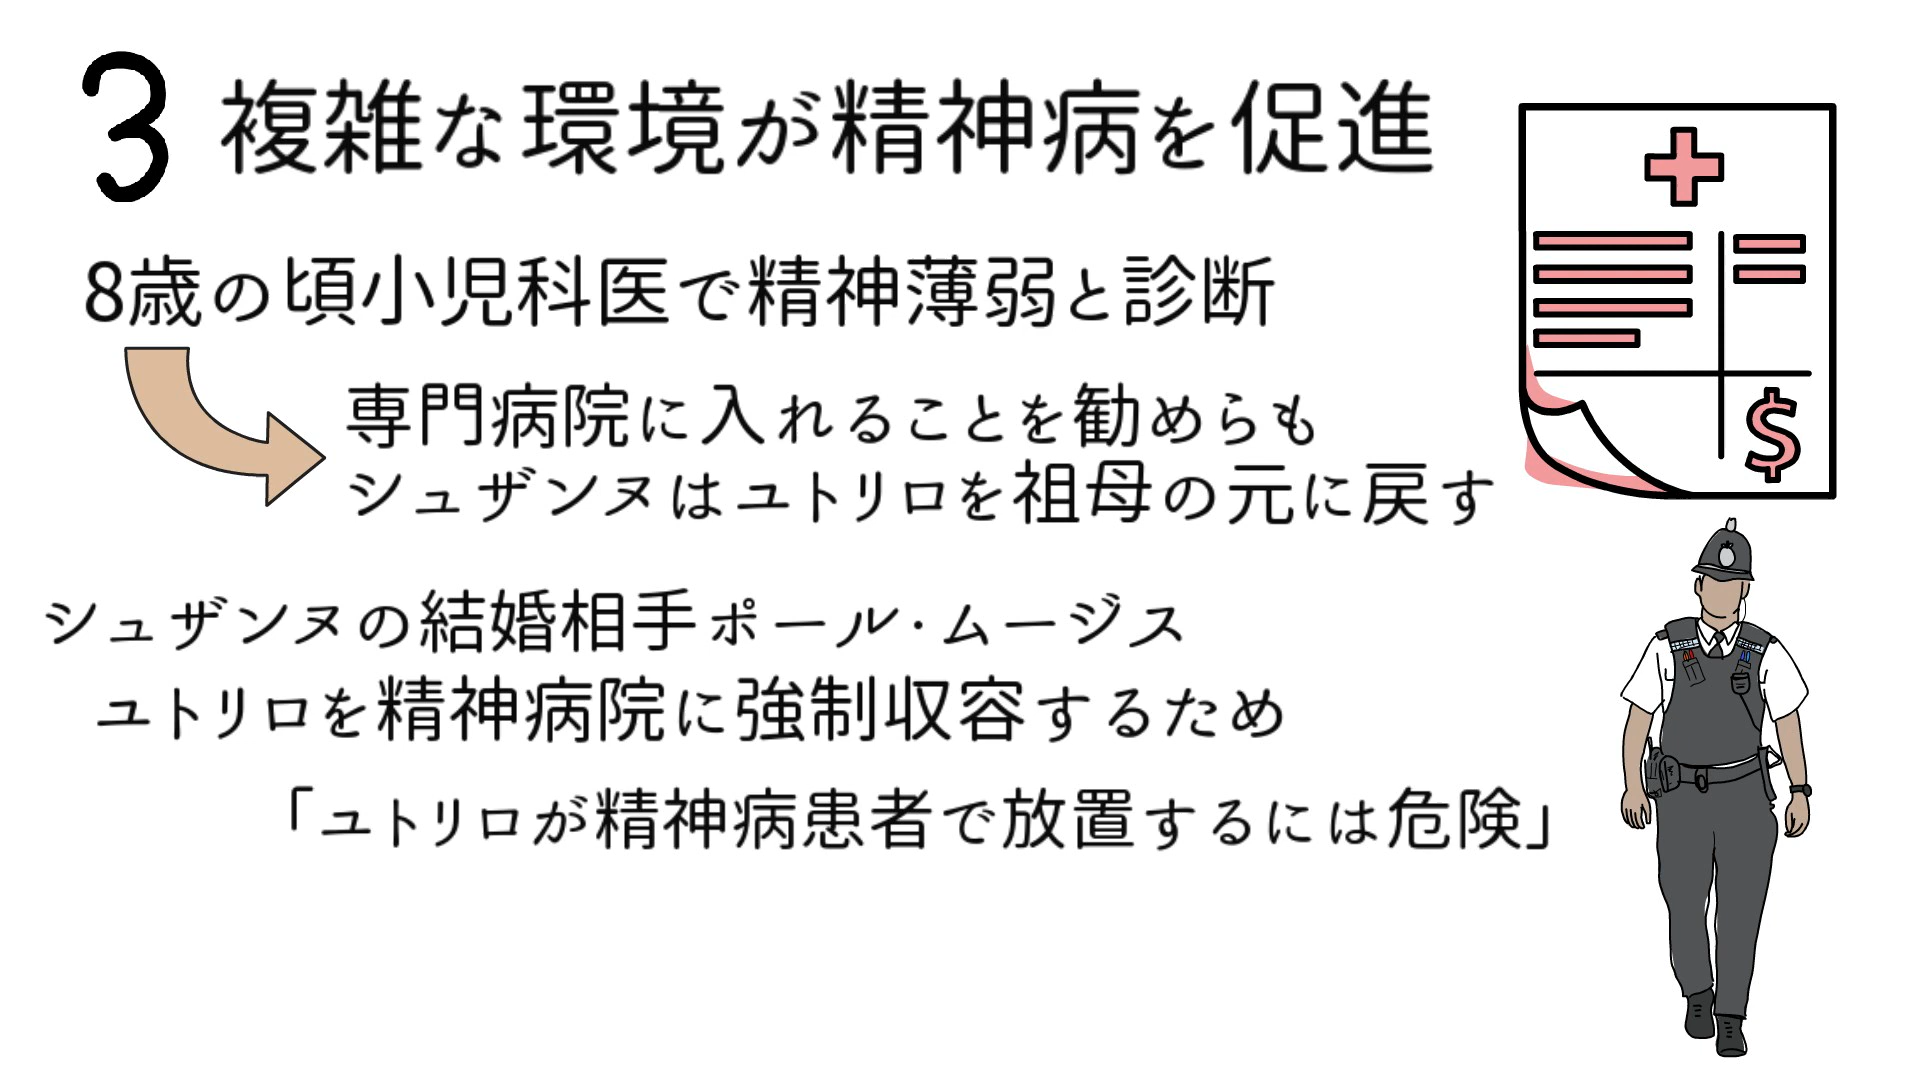 3 複雑な環境が精神病を促進
8歳の頃小児科医で精神薄弱と診断
専門病院に入れることを勧めらも
シュザンヌはユトリロを祖母の元に戻す
シュザンヌの結婚相手ポール・ムージス
ユトリロを精神病院に強制収容するため
「ユトリロが精神病患者で放置するには危険」
$